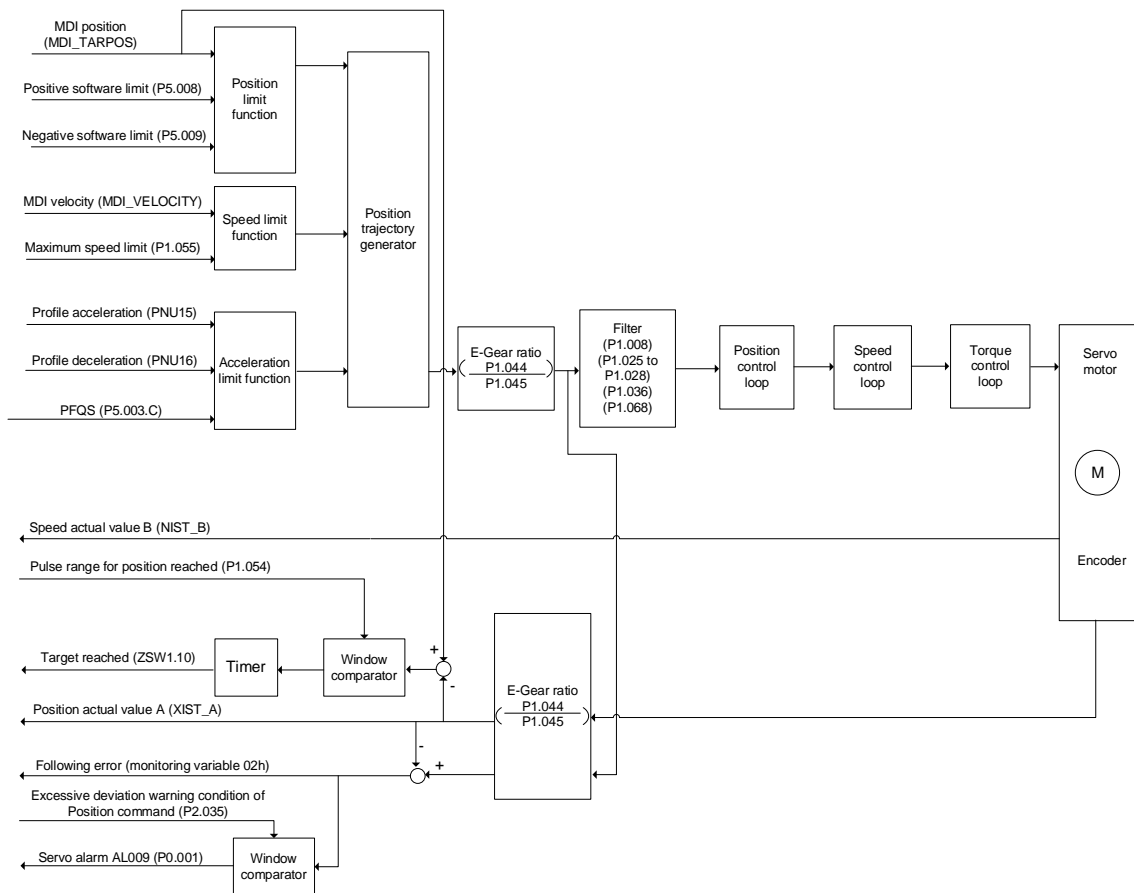 MDI position
(MDI_TARPOS)
Positive software limit (P5.008)
Negative software limit (P5.009)
Position
limit
function
MDI velocity (MDI_VELOCITY)
Maximum speed limit (P1.055)
Speed limit
function
Position
trajectory
generator
Profile acceleration (PNU15)
Profile deceleration (PNU16)
PFQS (P5.003.C)
Acceleration
limit function
E-Gear ratio
( P1.044 )
P1.045
Filter
(P1.008)
(P1.025 to
P1.028)
(P1.036)
(P1.068)
Position
control
loop
Speed
control
loop
Torque
control
loop
Servo
motor
M
Encoder
Speed actual value B (NIST_B)
Pulse range for position reached (P1.054)
Target reached (ZSW1.10)
Timer
Window
comparator
+
-
Position actual value A (XIST_A)
E-Gear ratio
( P1.044 )
P1.045
-
+
Following error (monitoring variable 02h)
Excessive deviation warning condition of
Position command (P2.035)
Servo alarm AL009 (P0.001)
Window
comparator